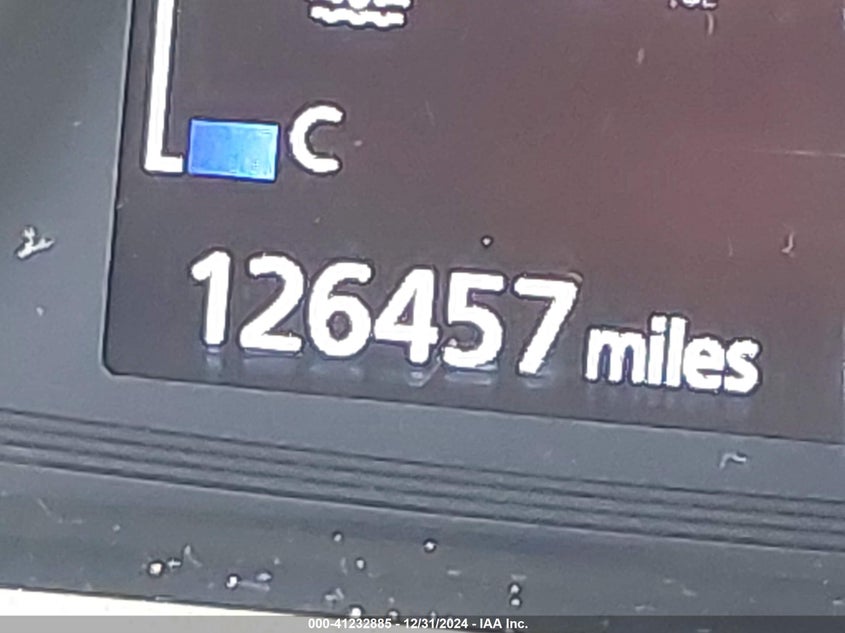 C
126457 miles
000-41232885 - 12/31/2024 - IAA Inc.